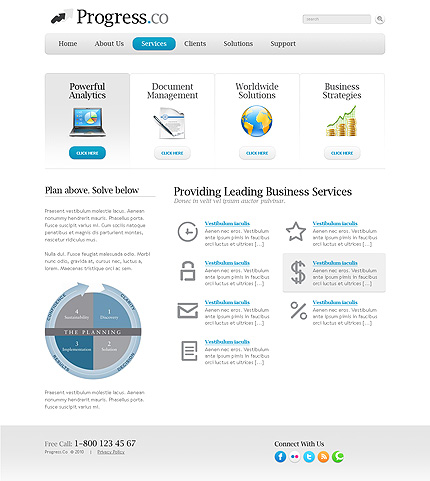 Progress.co
search
Home
About Us
Services
Clients
Solutions
Support
Powerful
Analytics
CLICK HERE
Document
Management
CLICK HERE
Worldwide
Solutions
CLICK HERE
Business
Strategies
CLICK HERE
Plan above. Solve below
Praesent vestibulum molestie lacus. Aenean
nonummy hendrerit mauris. Phasellus porta.
Fusce suscipit varius mi. Cum sociis natoque
penatibus et magnis dis parturient montes,
nascetur ridiculus mus.
Nulla dui. Fusce feugiat malesuada odio. Morbi
nunc odio, gravida at, cursus nec, luctus a,
lorem. Maecenas tristique orci ac sem.
CLIENT
DECISION
RESULTS
4
Sustainability
1
Discovery
THE PLANNING
3
Implementation
2
Solution
Praesent vestibulum molestie lacus. Aenean
nonummy hendrerit mauris. Phasellus porta.
Fusce suscipit varius mi.
Providing Leading Business Services
Donec in velit vel ipsum auctor pulvinar.
Vestibulum iaculis
Aenean nec eros. Vestibulum
ante ipsum primis in faucibus
orci luctus et ultrices [...]
Vestibulum iaculis
Aenean nec eros. Vestibulum
ante ipsum primis in faucibus
orci luctus et ultrices [...]
Vestibulum iaculis
Aenean nec eros. Vestibulum
ante ipsum primis in faucibus
orci luctus et ultrices [...]
Vestibulum iaculis
Aenean nec eros. Vestibulum
ante ipsum primis in faucibus
orci luctus et ultrices [...]
Vestibulum iaculis
Aenean nec eros. Vestibulum
ante ipsum primis in faucibus
orci luctus et ultrices [...]
Vestibulum iaculis
Aenean nec eros. Vestibulum
ante ipsum primis in faucibus
orci luctus et ultrices [...]
Vestibulum iaculis
Aenean nec eros. Vestibulum
ante ipsum primis in faucibus
orci luctus et ultrices [...]
Free Call: 1-800 123 45 67
Progress.Co © 2010 | Privacy Policy
Connect With Us